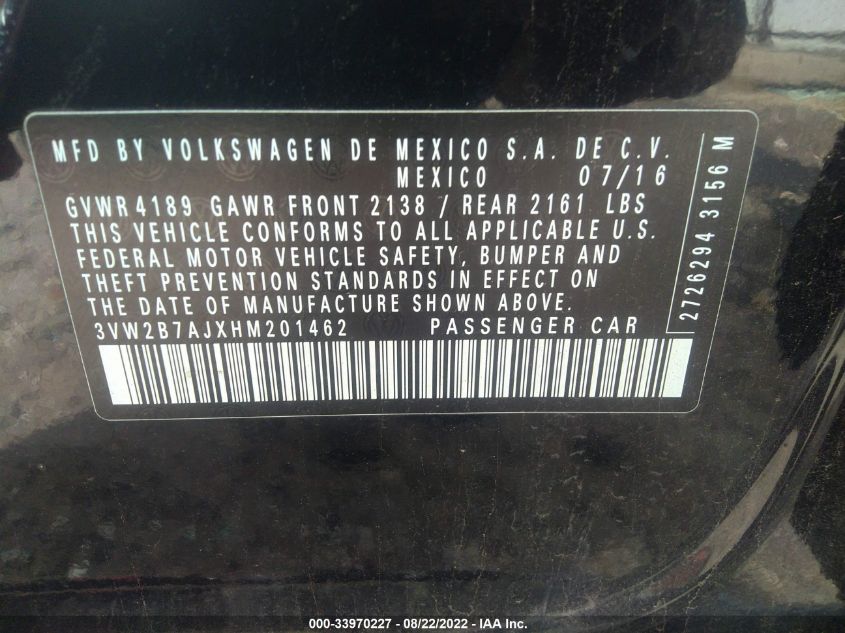 MFD BY VOLKSWAGEN DE MEXICO S.A. DE C.V.
MEXICO 07/16
GVWR 4189 GAWR FRONT 2138 / REAR 2161 LBS
THIS VEHICLE CONFORMS TO ALL APPLICABLE U.S.
FEDERAL MOTOR VEHICLE SAFETY, BUMPER AND
THEFT PREVENTION STANDARDS IN EFFECT ON
THE DATE OF MANUFACTURE SHOWN ABOVE.
3VW2B7AJXHM201462 PASSENGER CAR
2726294 3156 M
000-33970227 - 08/22/2022 - IAA Inc.